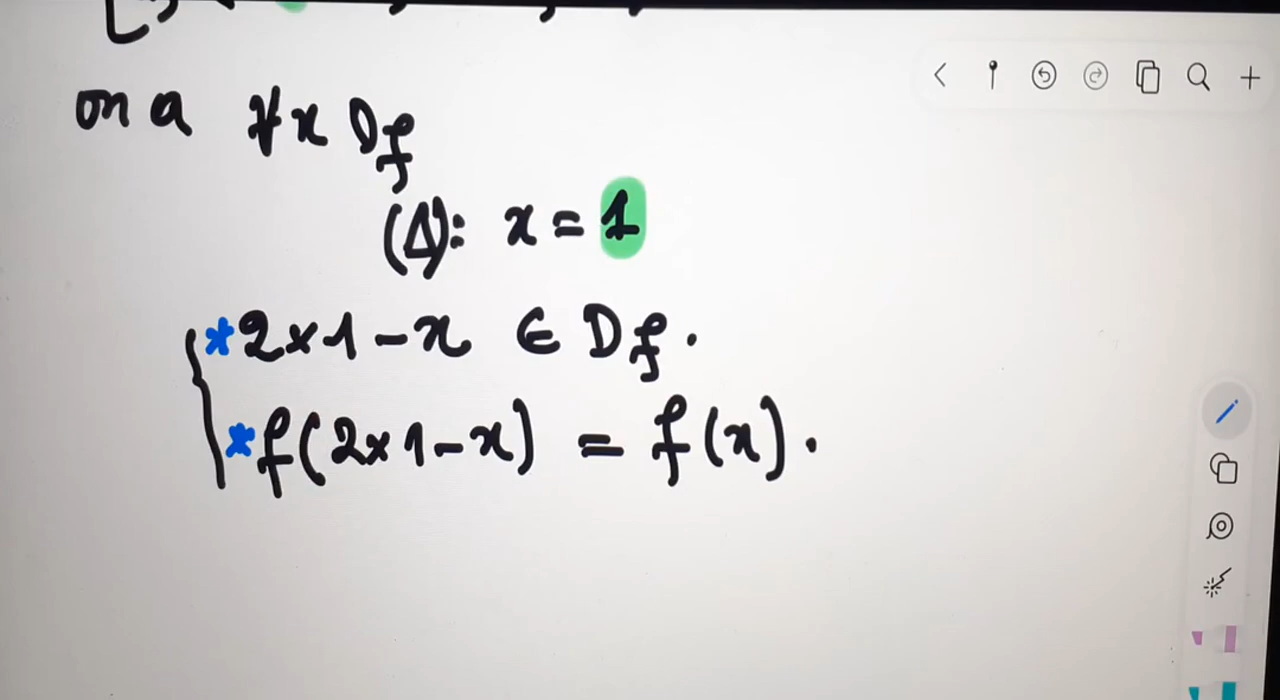 on a ∀x Df
(Δ): x = 1
*2×1-x ∈ Df.
*f(2×1-x) = f(x).